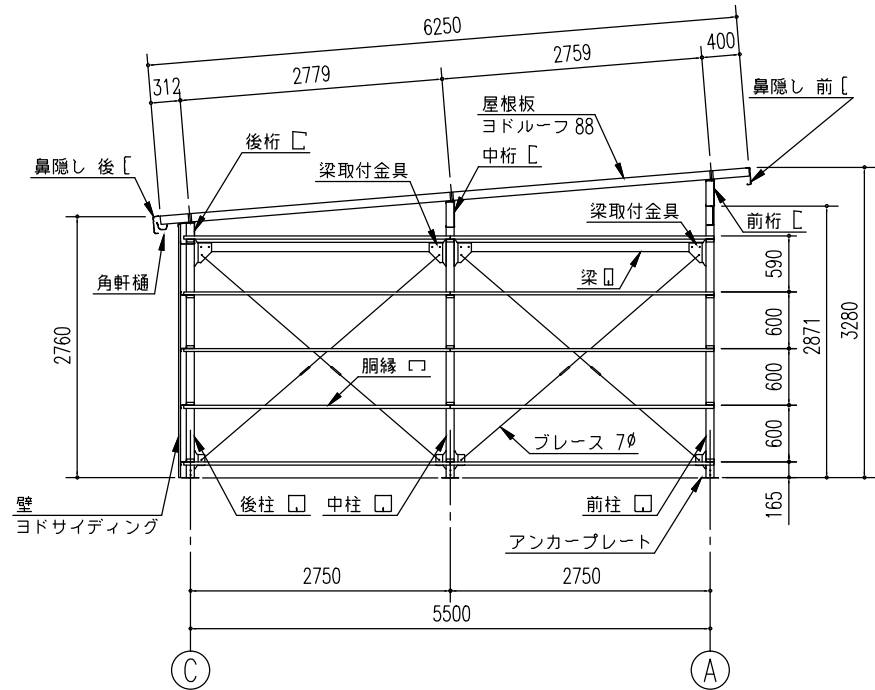 6250
312
2779
2759
400
屋根板
ヨドルーフ 88
鼻隠し 前
後桁
中桁
梁取付金具
鼻隠し 後
梁取付金具
前桁
角軒樋
梁
590
600
600
600
165
2871
3280
2760
胴縁
ブレース 7φ
壁
ヨドサイディング
後柱
中柱
前柱
アンカープレート
2750
2750
5500
C
A